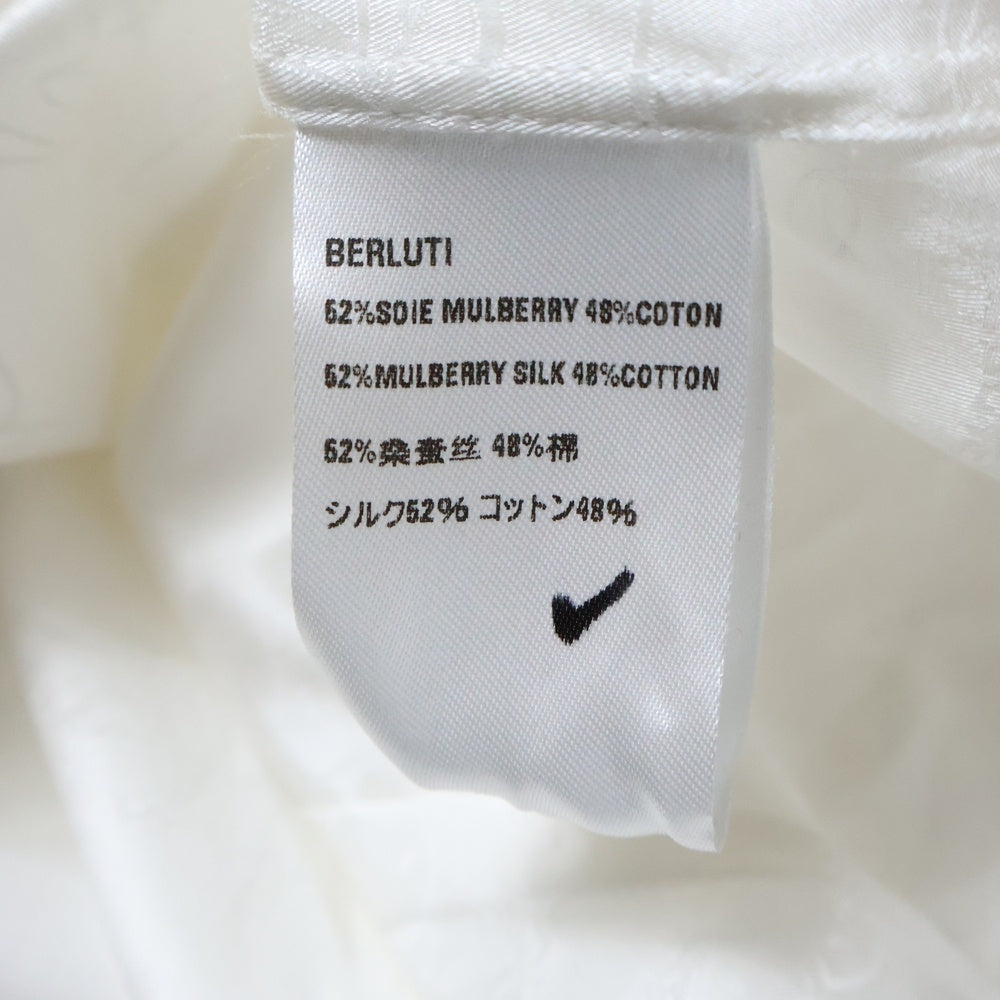 BERLUTI
52%SOIE MULBERRY 48%COTON
52%MULBERRY SILK 48%COTTON
52%桑蚕丝 48%棉
シルク52% コットン48%